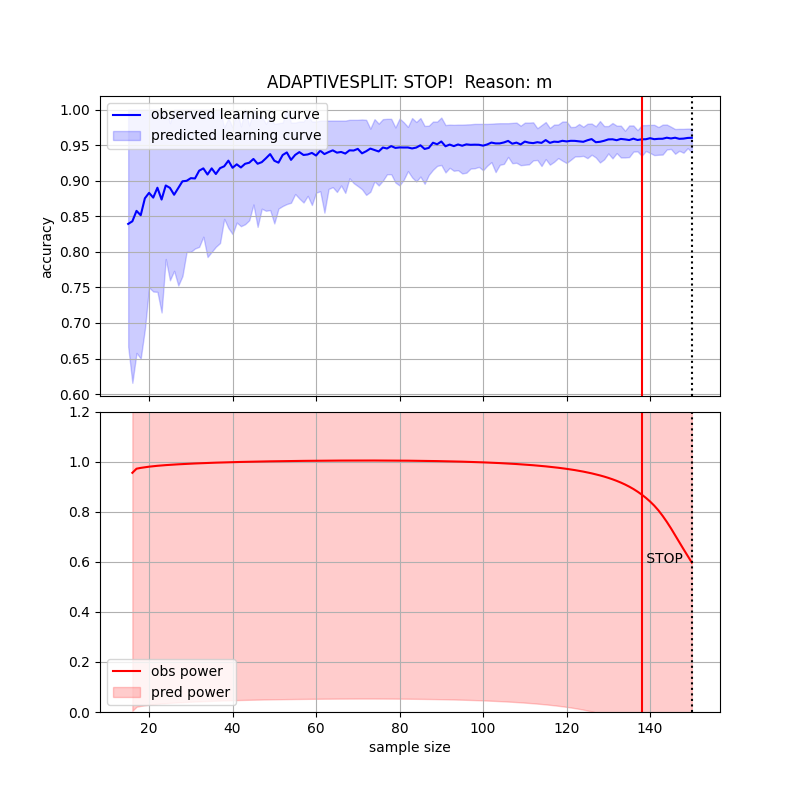 ADAPTIVESPLIT: STOP!  Reason: m
1.00
0.95
0.90
0.85
0.80
0.75
0.70
0.65
0.60
accuracy
observed learning curve
predicted learning curve
1.2
1.0
0.8
0.6
0.4
0.2
0.0
STOP
obs power
pred power
20 40 60 80 100 120 140
sample size